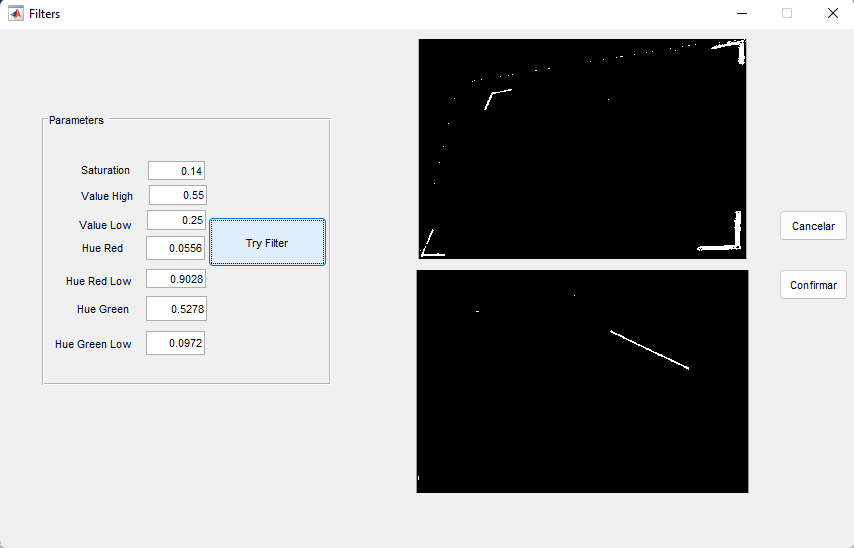 Filters
Parameters
Saturation 0.14
Value High 0.55
Value Low 0.25
Hue Red 0.0556
Try Filter
Hue Red Low 0.9028
Hue Green 0.5278
Hue Green Low 0.0972
Cancelar
Confirmar